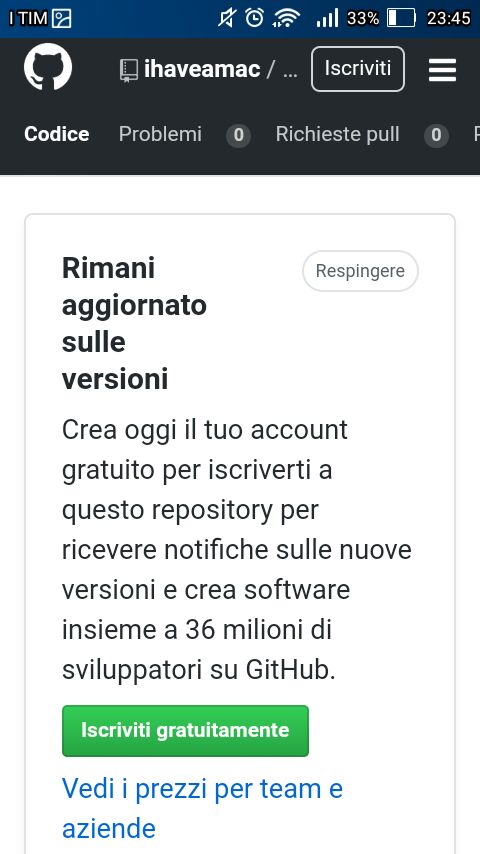 I TIM 33% 23:45
ihaveamac / ... Iscriviti
Codice Problemi 0 Richieste pull 0 P
Rimani Respingere
aggiornato
sulle
versioni
Crea oggi il tuo account
gratuito per iscriverti a
questo repository per
ricevere notifiche sulle nuove
versioni e crea software
insieme a 36 milioni di
sviluppatori su GitHub.
Iscriviti gratuitamente
Vedi i prezzi per team e
aziende